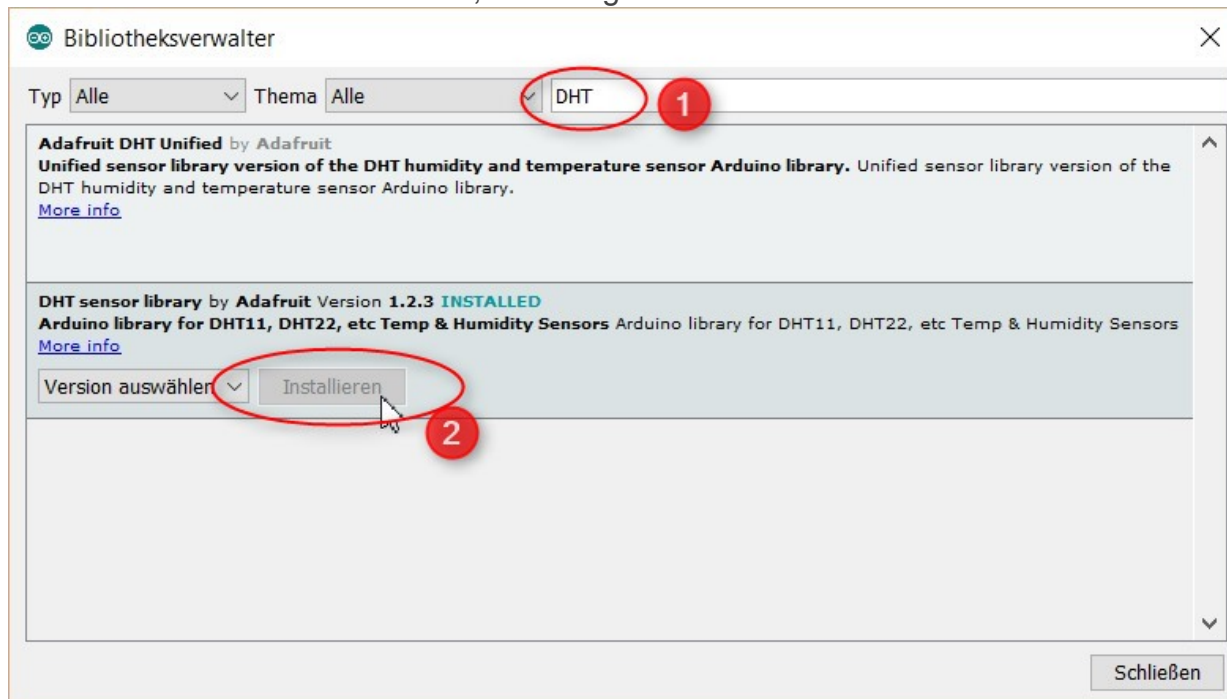 Bibliotheksverwalter
Typ Alle Thema Alle DHT 1
Adafruit DHT Unified by Adafruit
Unified sensor library version of the DHT humidity and temperature sensor Arduino library. Unified sensor library version of the
DHT humidity and temperature sensor Arduino library.
More info
DHT sensor library by Adafruit Version 1.2.3 INSTALLED
Arduino library for DHT11, DHT22, etc Temp & Humidity Sensors Arduino library for DHT11, DHT22, etc Temp & Humidity Sensors
More info
Version auswählen Installieren
2
Schließen